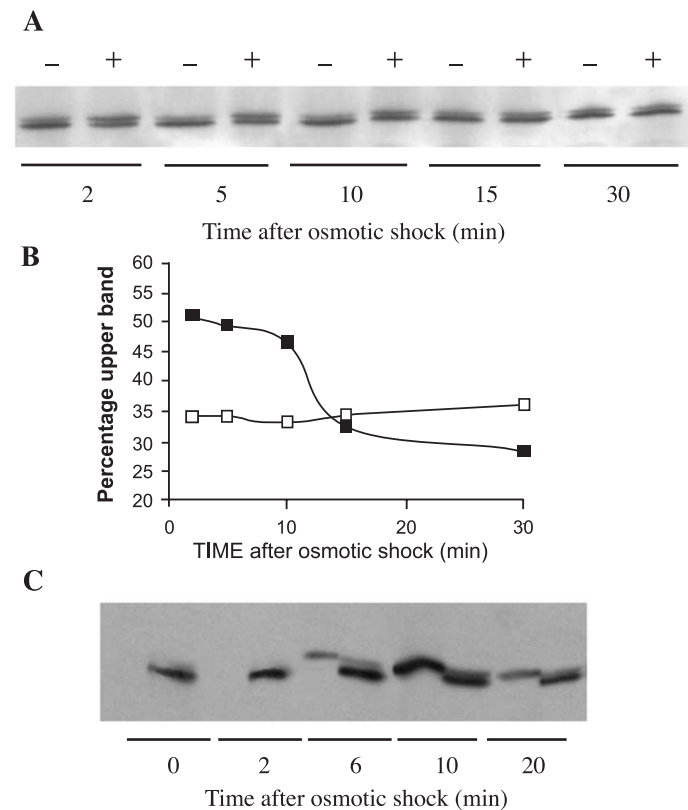 A
– + – + – + – + – +
2 5 10 15 30
Time after osmotic shock (min)
B
Percentage upper band
60
55
50
45
40
35
30
25
20
0 10 20 30
TIME after osmotic shock (min)
C
0 2 6 10 20
Time after osmotic shock (min)